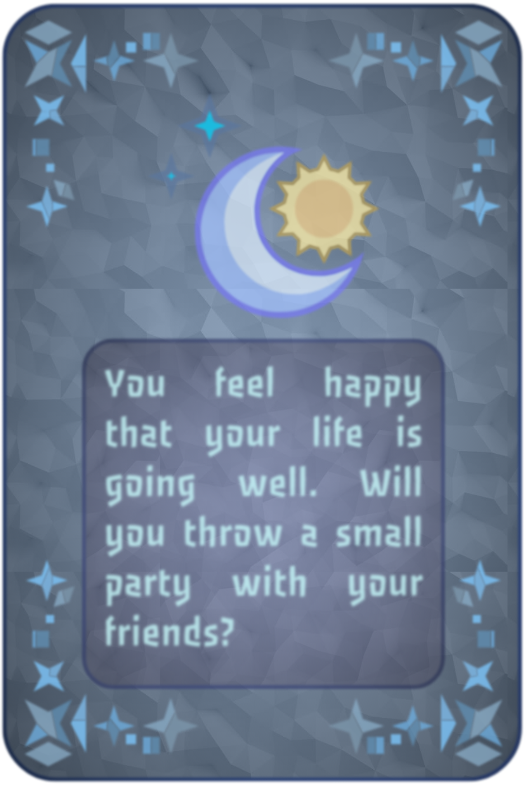 You feel happy
that your life is
going well. Will
you throw a small
party with your
friends?